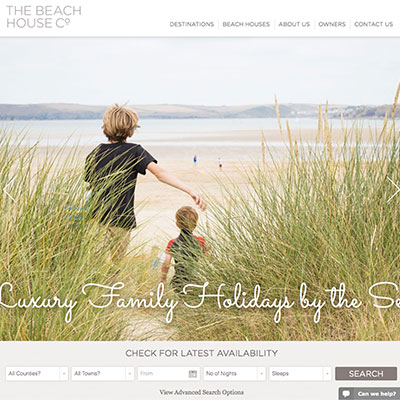 THE BEACH
HOUSE Cº
DESTINATIONS BEACH HOUSES ABOUT US OWNERS CONTACT US
Luxury Family Holidays by the Se
CHECK FOR LATEST AVAILABILITY
All Counties? All Towns? From No of Nights Sleeps SEARCH
View Advanced Search Options
Can we help?